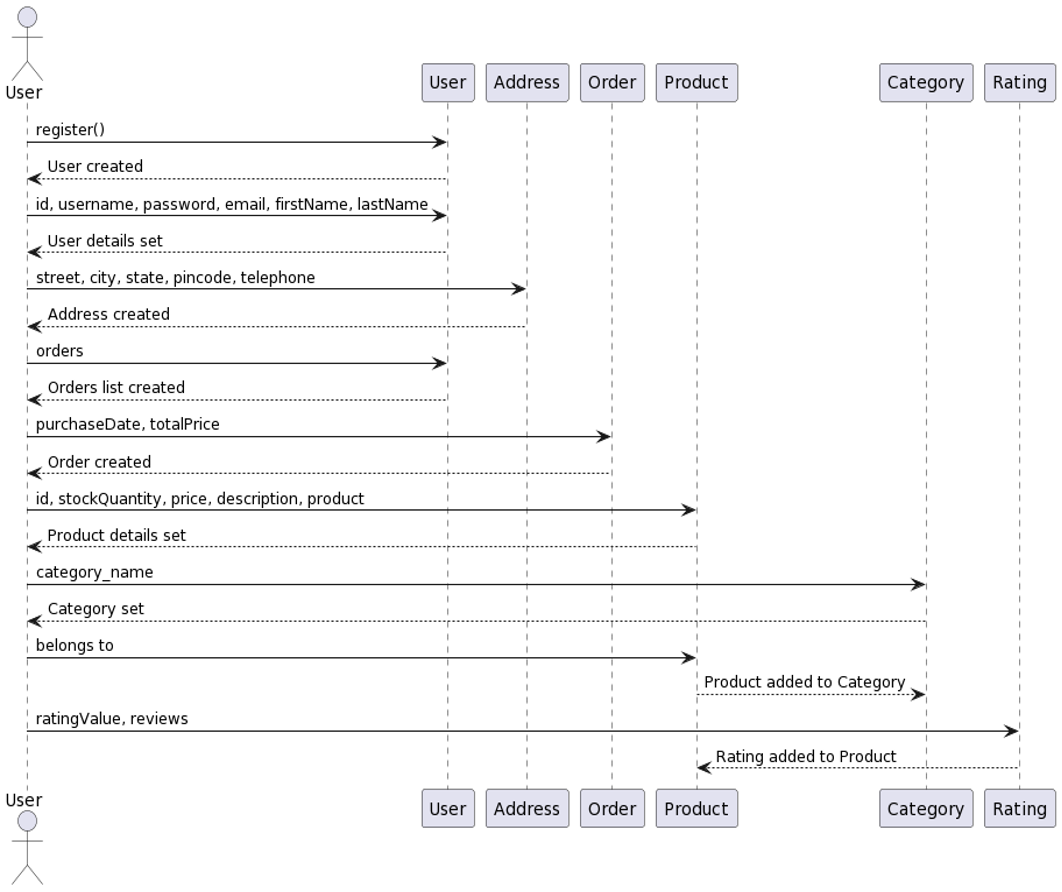 User
User
Address
Order
Product
Category
Rating
register()
User created
id, username, password, email, firstName, lastName
User details set
street, city, state, pincode, telephone
Address created
orders
Orders list created
purchaseDate, totalPrice
Order created
id, stockQuantity, price, description, product
Product details set
category_name
Category set
belongs to
Product added to Category
ratingValue, reviews
Rating added to Product
User
User
Address
Order
Product
Category
Rating